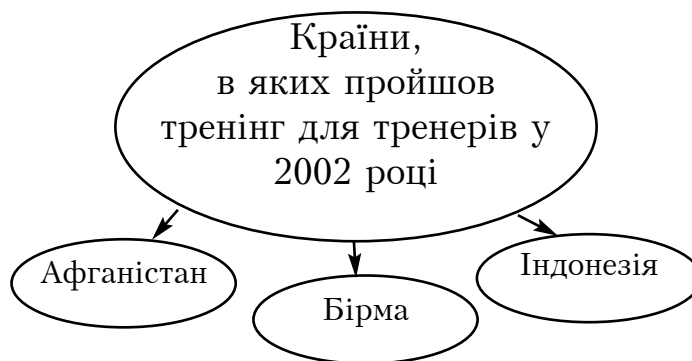 Країни,
в яких пройшов
тренінг для тренерів у
2002 році
Афганістан
Бірма
Індонезія